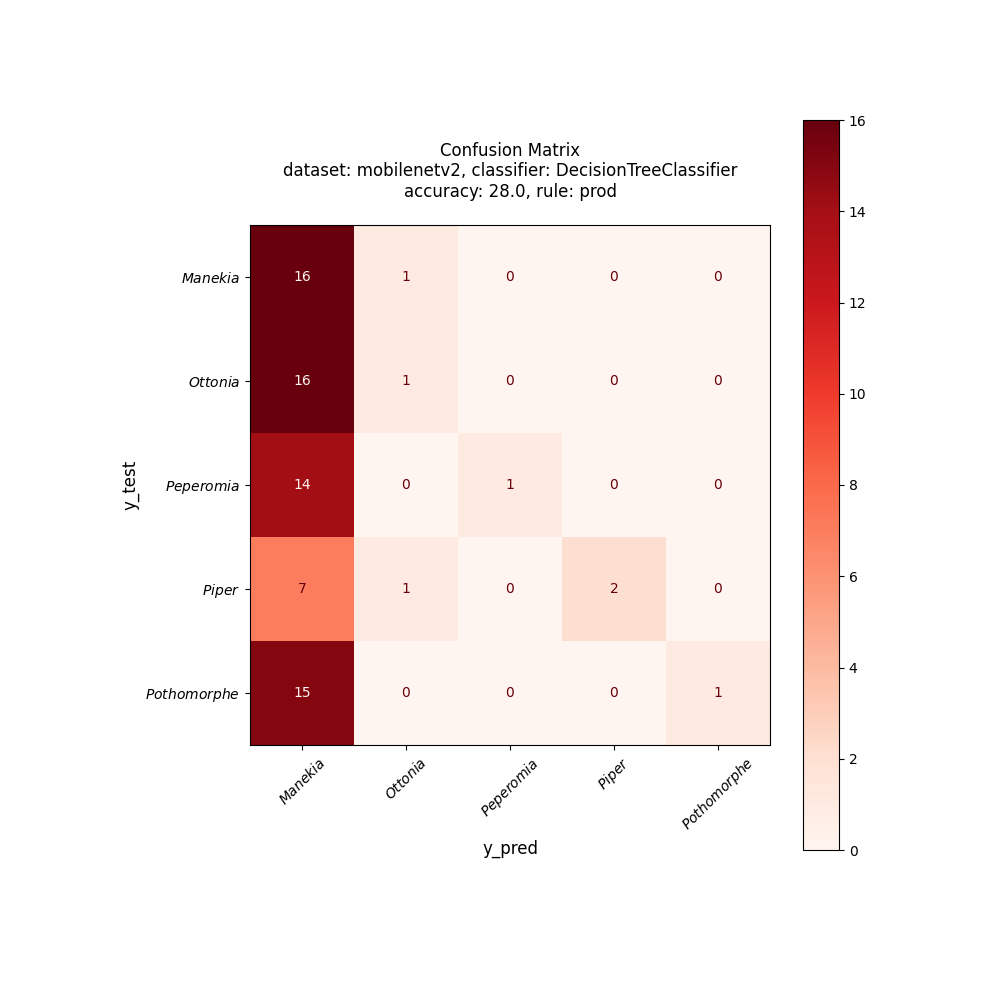 Confusion Matrix
dataset: mobilenetv2, classifier: DecisionTreeClassifier
accuracy: 28.0, rule: prod
Manekia 16 1 0 0 0
Ottonia 16 1 0 0 0
Peperomia 14 0 1 0 0
Piper 7 1 0 2 0
Pothomorphe 15 0 0 0 1
y_test
Manekia Ottonia Peperomia Piper Pothomorphe
y_pred
16
14
12
10
8
6
4
2
0